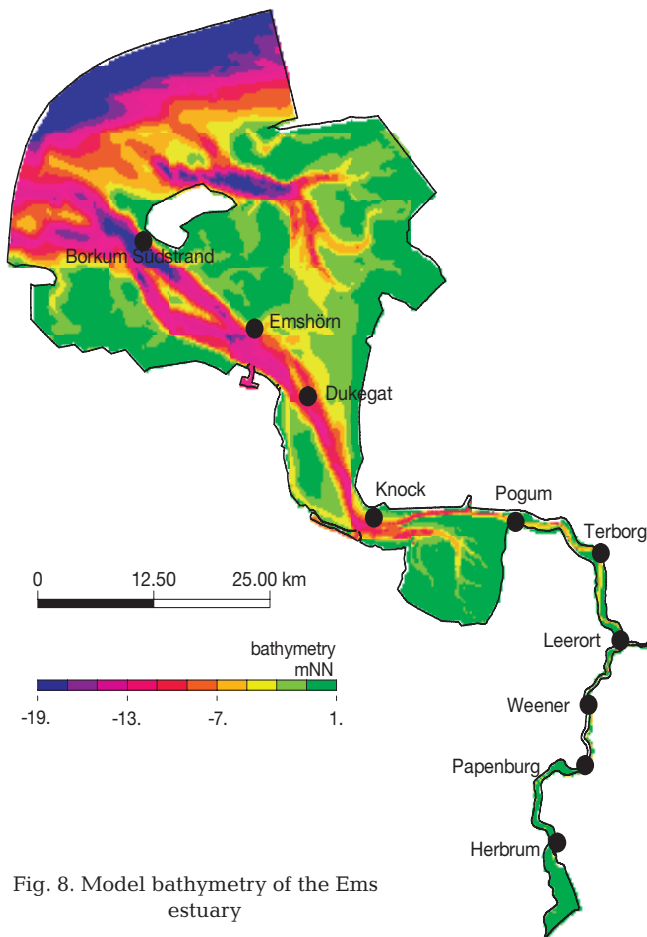 Borkum Südstrand
Emshörn
Dukegat
Knock
Pogum
Terborg
0 12.50 25.00 km
Leerort
bathymetry
mNN
-19. -13. -7. 1.
Weener
Papenburg
Herbrum
Fig. 8. Model bathymetry of the Ems
estuary